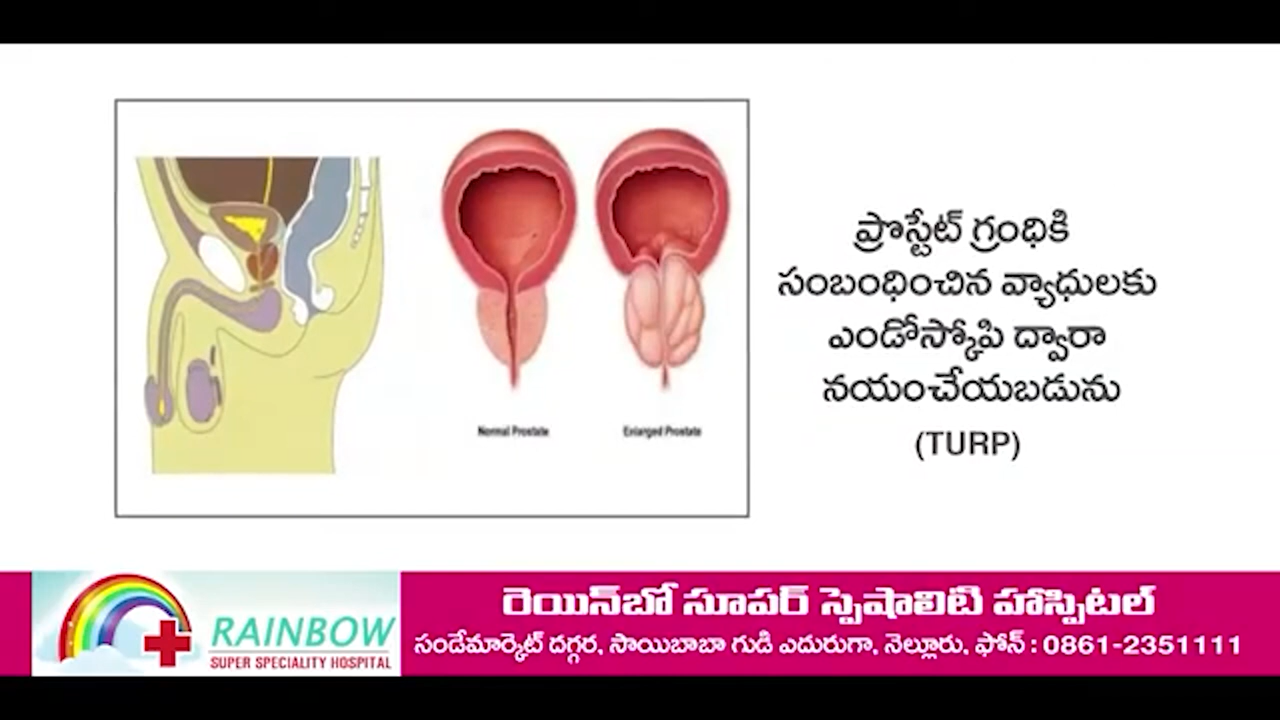 ప్రొస్టేట్ గ్రంధికి
సంబంధించిన వ్యాధులకు
ఎండోస్కోపి ద్వారా
నయంచేయబడును
(TURP)
Normal Prostate
Enlarged Prostate
RAINBOW
SUPER SPECIALITY HOSPITAL
రెయిన్‌బో సూపర్ స్పెషాలిటి హాస్పిటల్
సండేమార్కెట్ దగ్గర, సాయిబాబా గుడి ఎదురుగా, నెల్లూరు, ఫోన్ : 0861-2351111